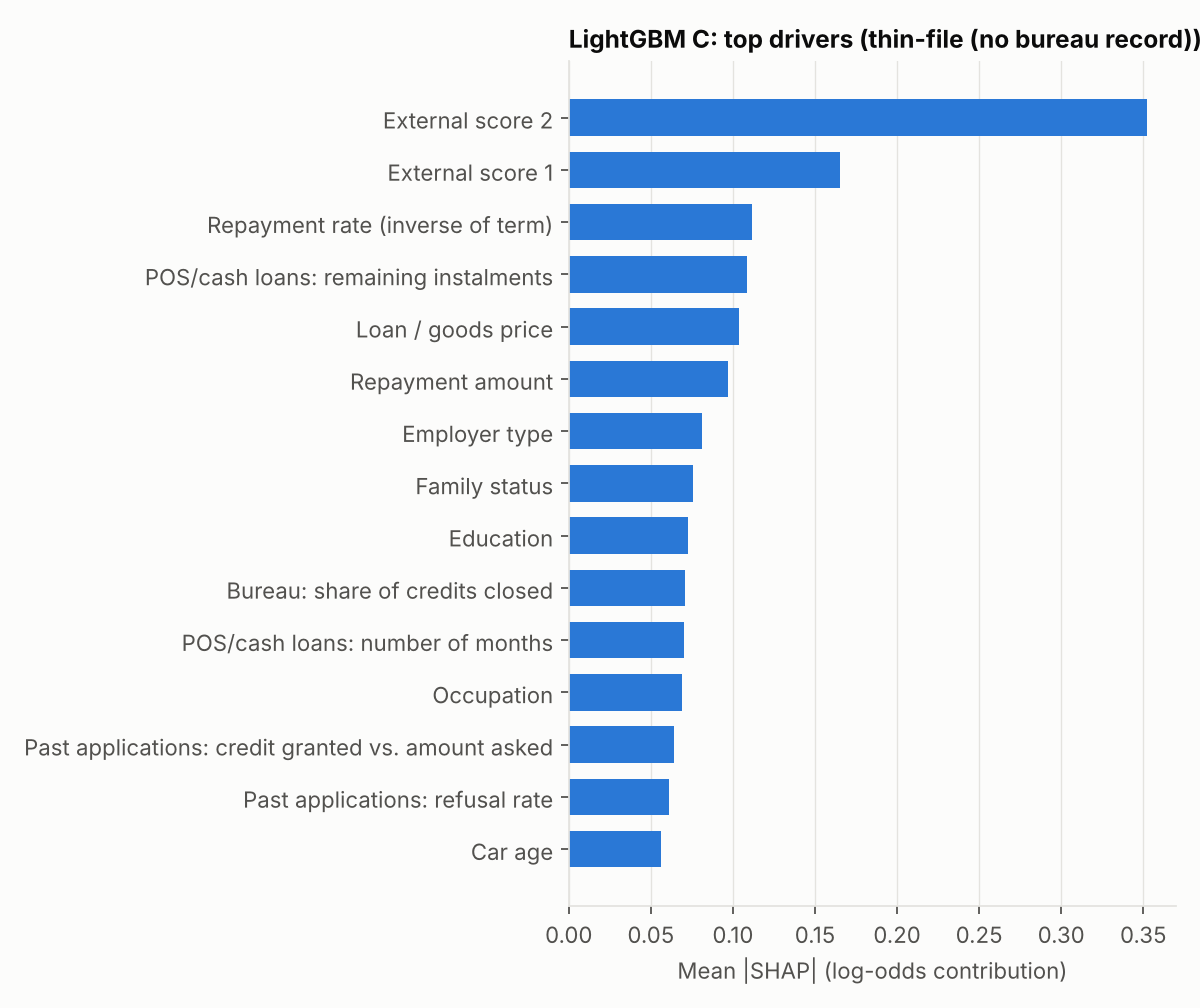 LightGBM C: top drivers (thin-file (no bureau record))
External score 2
External score 1
Repayment rate (inverse of term)
POS/cash loans: remaining instalments
Loan / goods price
Repayment amount
Employer type
Family status
Education
Bureau: share of credits closed
POS/cash loans: number of months
Occupation
Past applications: credit granted vs. amount asked
Past applications: refusal rate
Car age
0.00 0.05 0.10 0.15 0.20 0.25 0.30 0.35
Mean |SHAP| (log-odds contribution)